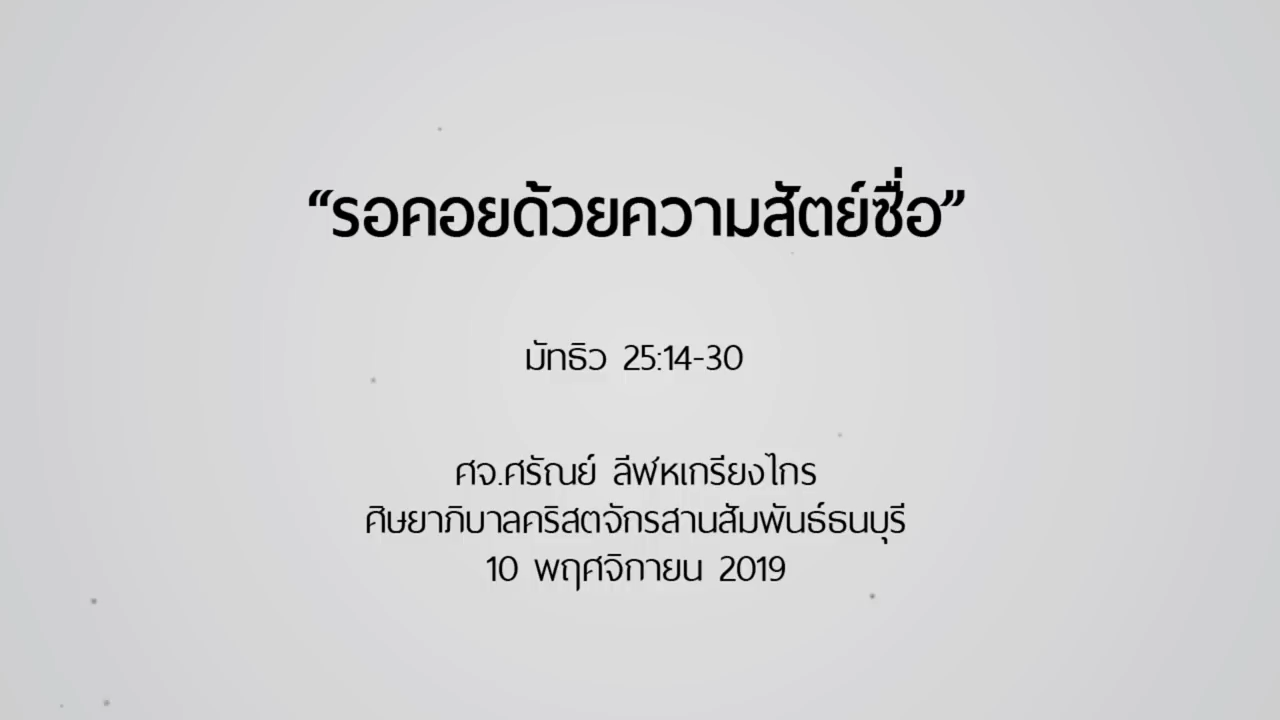 “รอคอยด้วยความสัตย์ซื่อ”
มัทธิว 25:14-30
ศจ.ศรัณย์ ลีฬหเกรียงไกร
ศิษยาภิบาลคริสตจักรสานสัมพันธ์ธนบุรี
10 พฤศจิกายน 2019